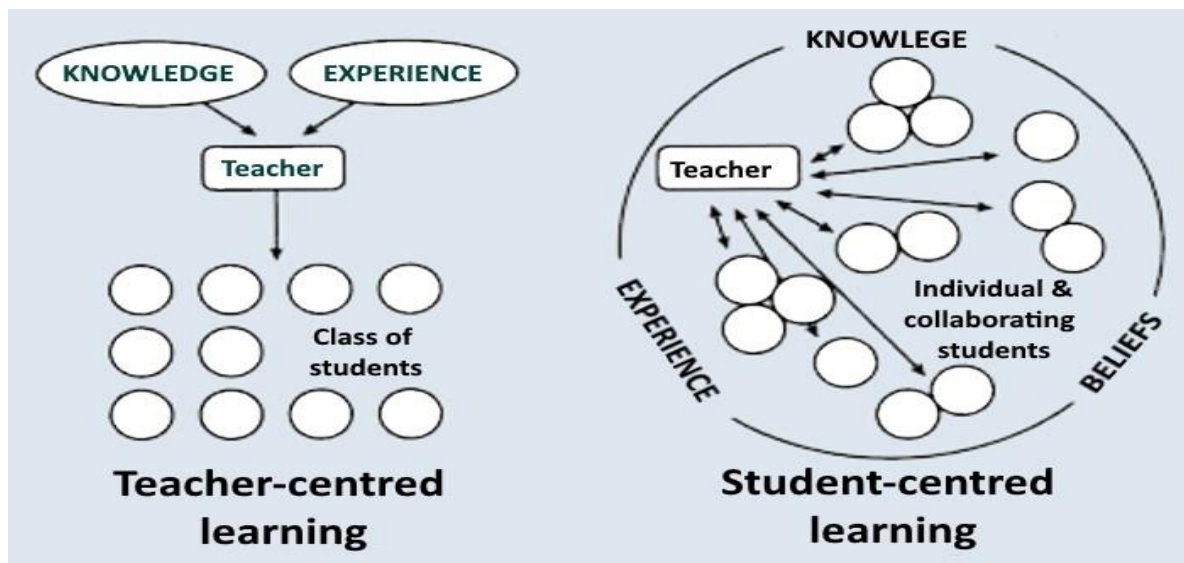 KNOWLEDGE
EXPERIENCE
Teacher
Class of
students
Teacher-centred
learning
KNOWLEGE
Teacher
EXPERIENCE
Individual &
collaborating
students
BELIEFS
Student-centred
learning